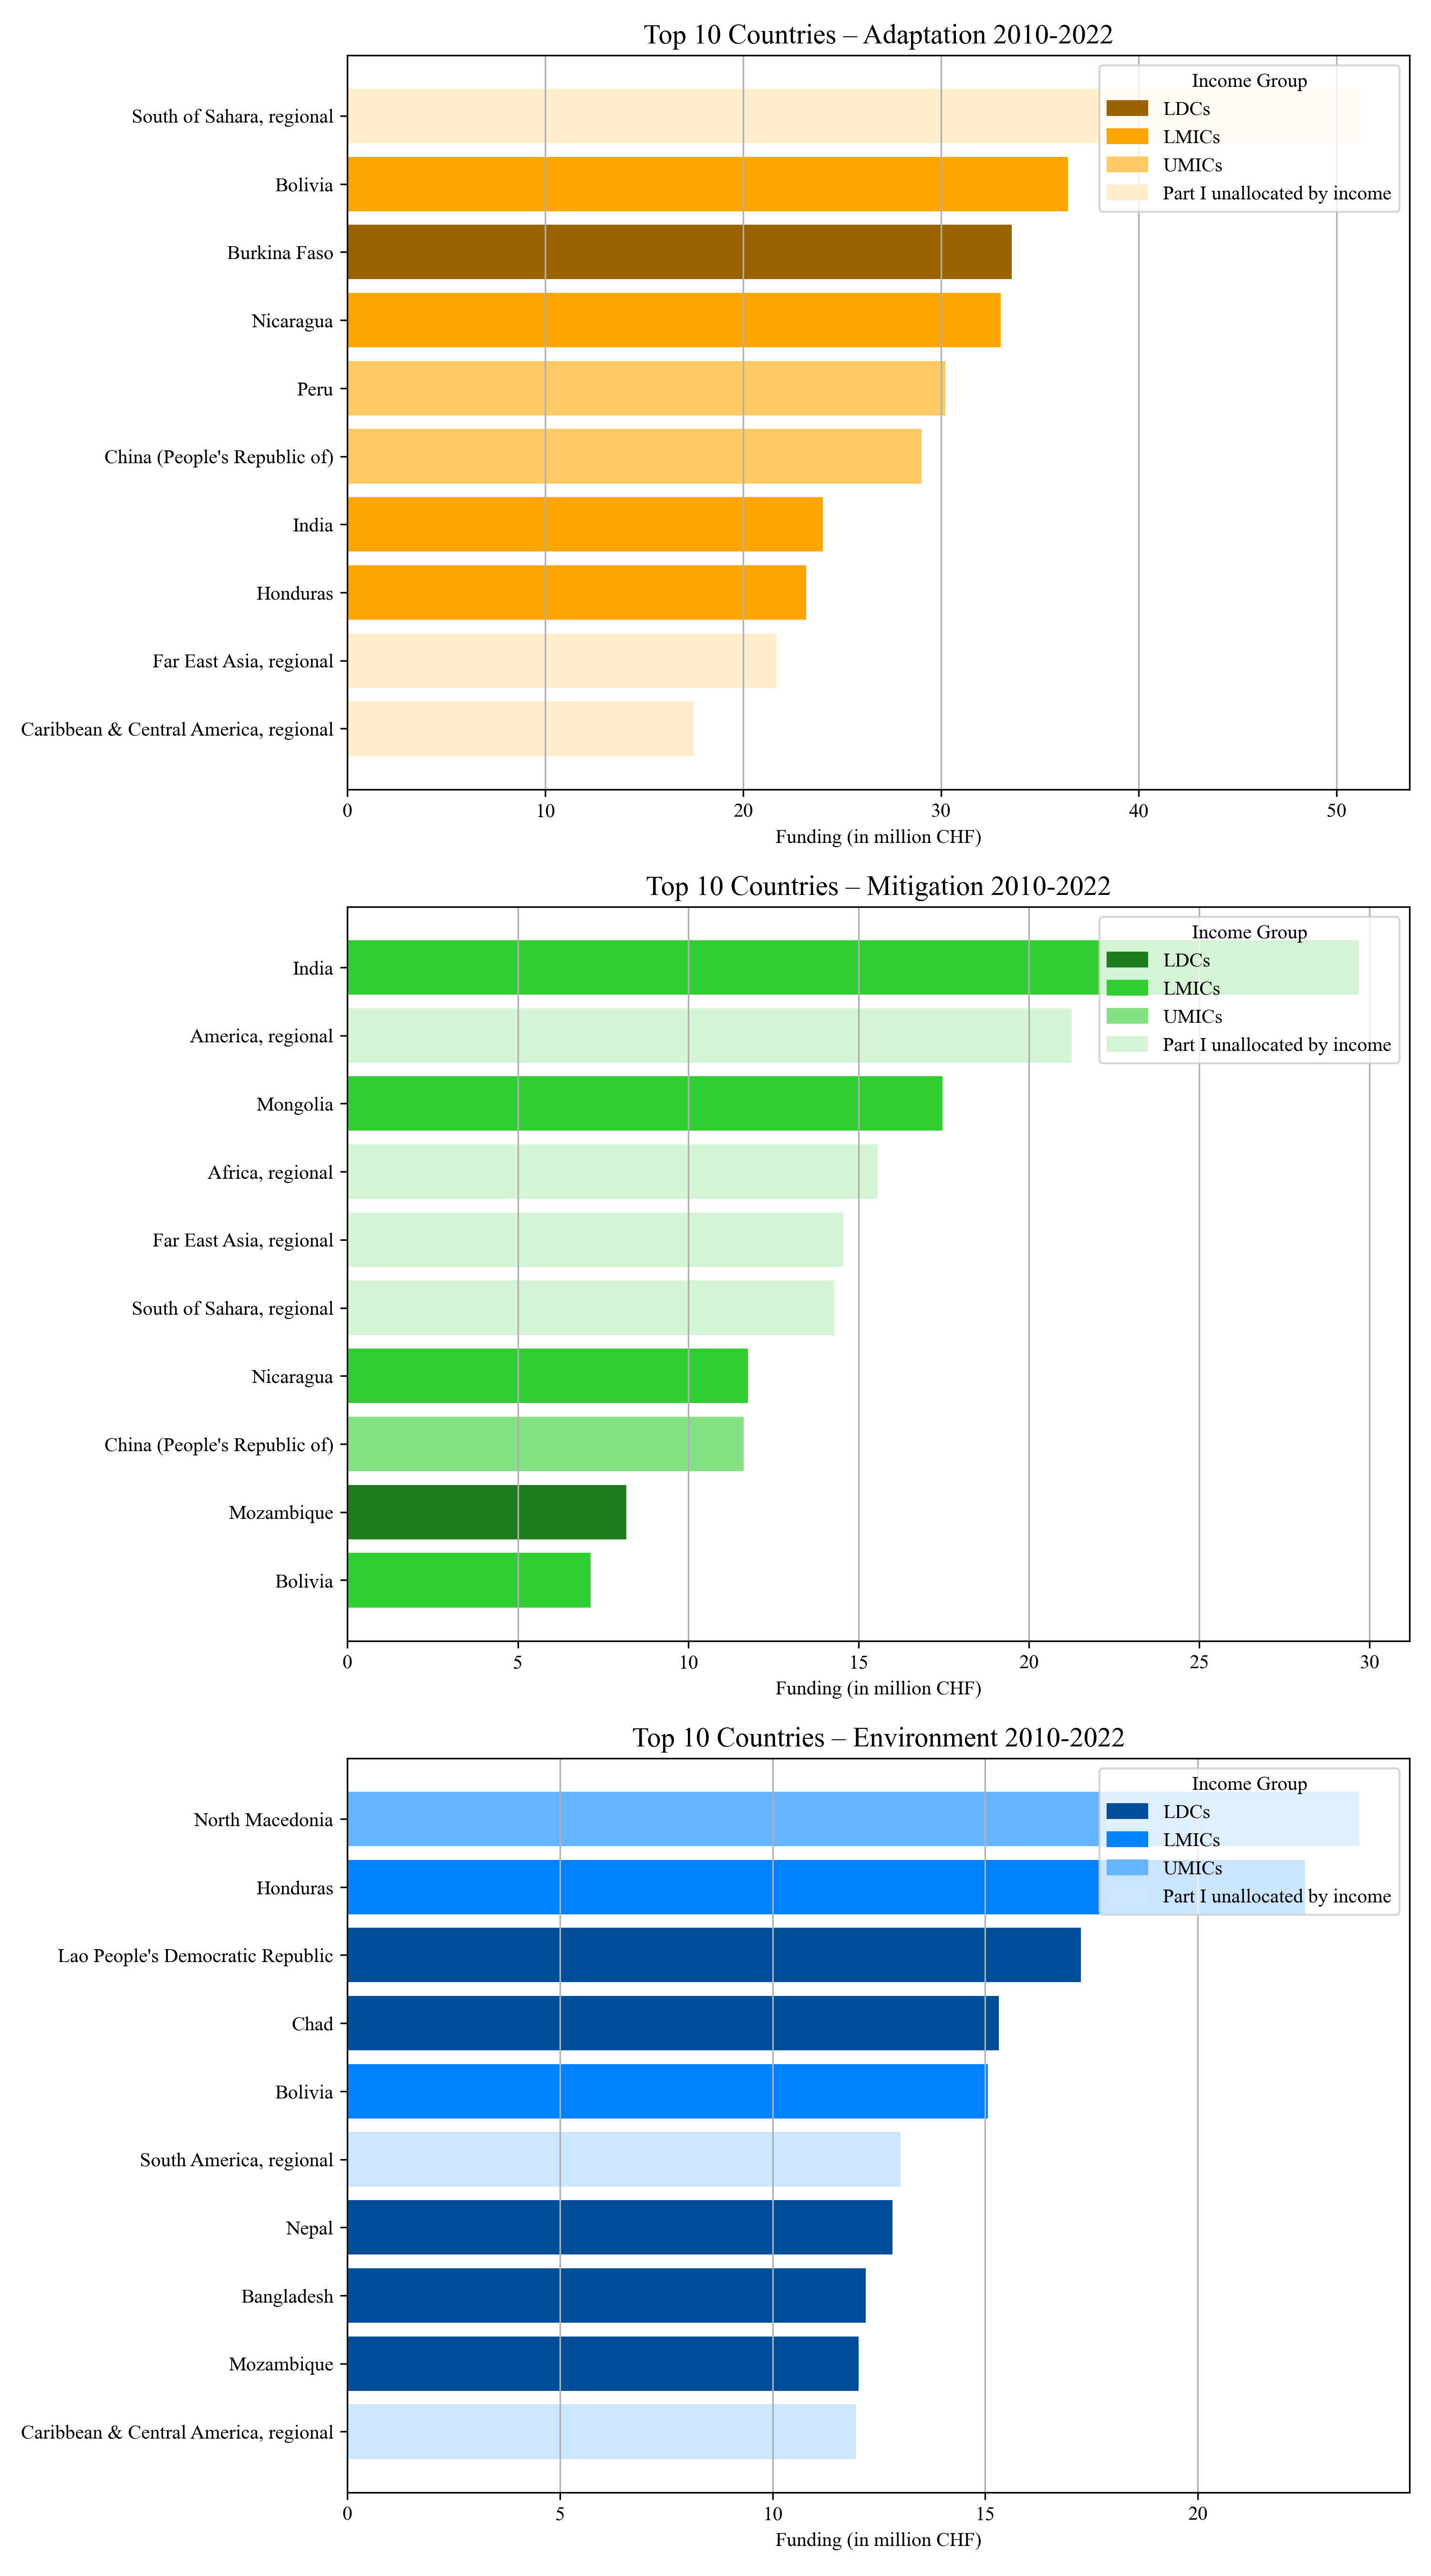 Top 10 Countries – Adaptation 2010-2022
Income Group
LDCs
LMICs
UMICs
Part I unallocated by income
South of Sahara, regional
Bolivia
Burkina Faso
Nicaragua
Peru
China (People's Republic of)
India
Honduras
Far East Asia, regional
Caribbean & Central America, regional
0 10 20 30 40 50
Funding (in million CHF)
Top 10 Countries – Mitigation 2010-2022
Income Group
LDCs
LMICs
UMICs
Part I unallocated by income
India
America, regional
Mongolia
Africa, regional
Far East Asia, regional
South of Sahara, regional
Nicaragua
China (People's Republic of)
Mozambique
Bolivia
0 5 10 15 20 25 30
Funding (in million CHF)
Top 10 Countries – Environment 2010-2022
Income Group
LDCs
LMICs
UMICs
Part I unallocated by income
North Macedonia
Honduras
Lao People's Democratic Republic
Chad
Bolivia
South America, regional
Nepal
Bangladesh
Mozambique
Caribbean & Central America, regional
0 5 10 15 20
Funding (in million CHF)